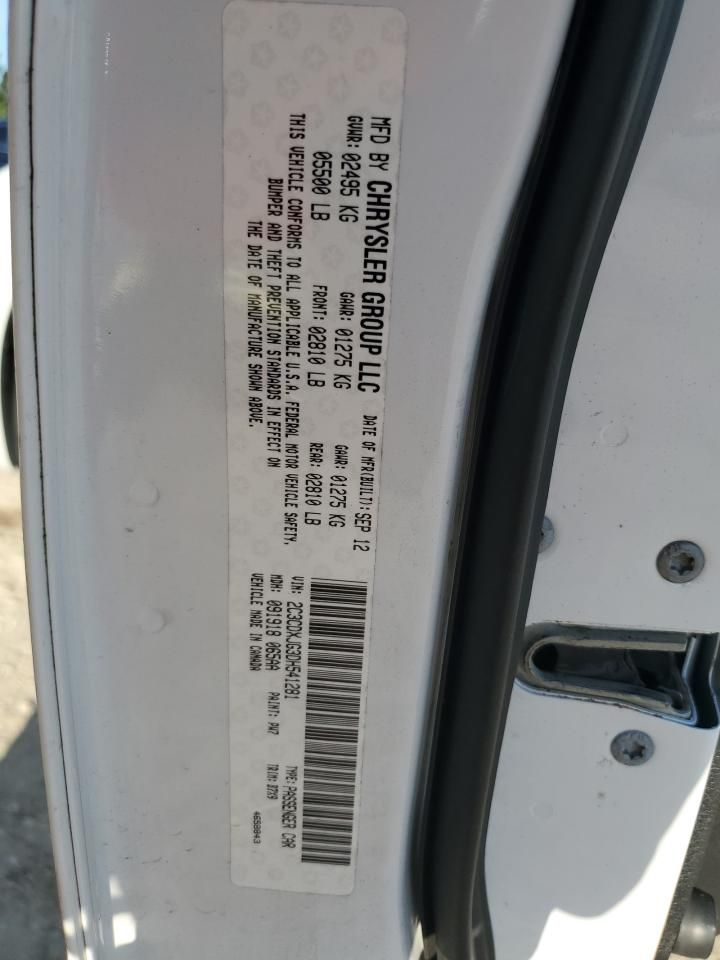 MFD BY CHRYSLER GROUP LLC DATE OF MFR(BUILT): SEP 12
GVWR: 02495 KG GAWR: 01275 KG GAWR: 01275 KG
05500 LB FRONT: 02810 LB REAR: 02810 LB
THIS VEHICLE CONFORMS TO ALL APPLICABLE U.S.A. FEDERAL MOTOR VEHICLE SAFETY,
BUMPER AND THEFT PREVENTION STANDARDS IN EFFECT ON
THE DATE OF MANUFACTURE SHOWN ABOVE.
VIN: 2C3CDXJG3DH541281 TYPE: PASSENGER CAR
MDH: 091918 065AA PAINT: PW7 TRIM: D7X9
VEHICLE MADE IN CANADA 4658843